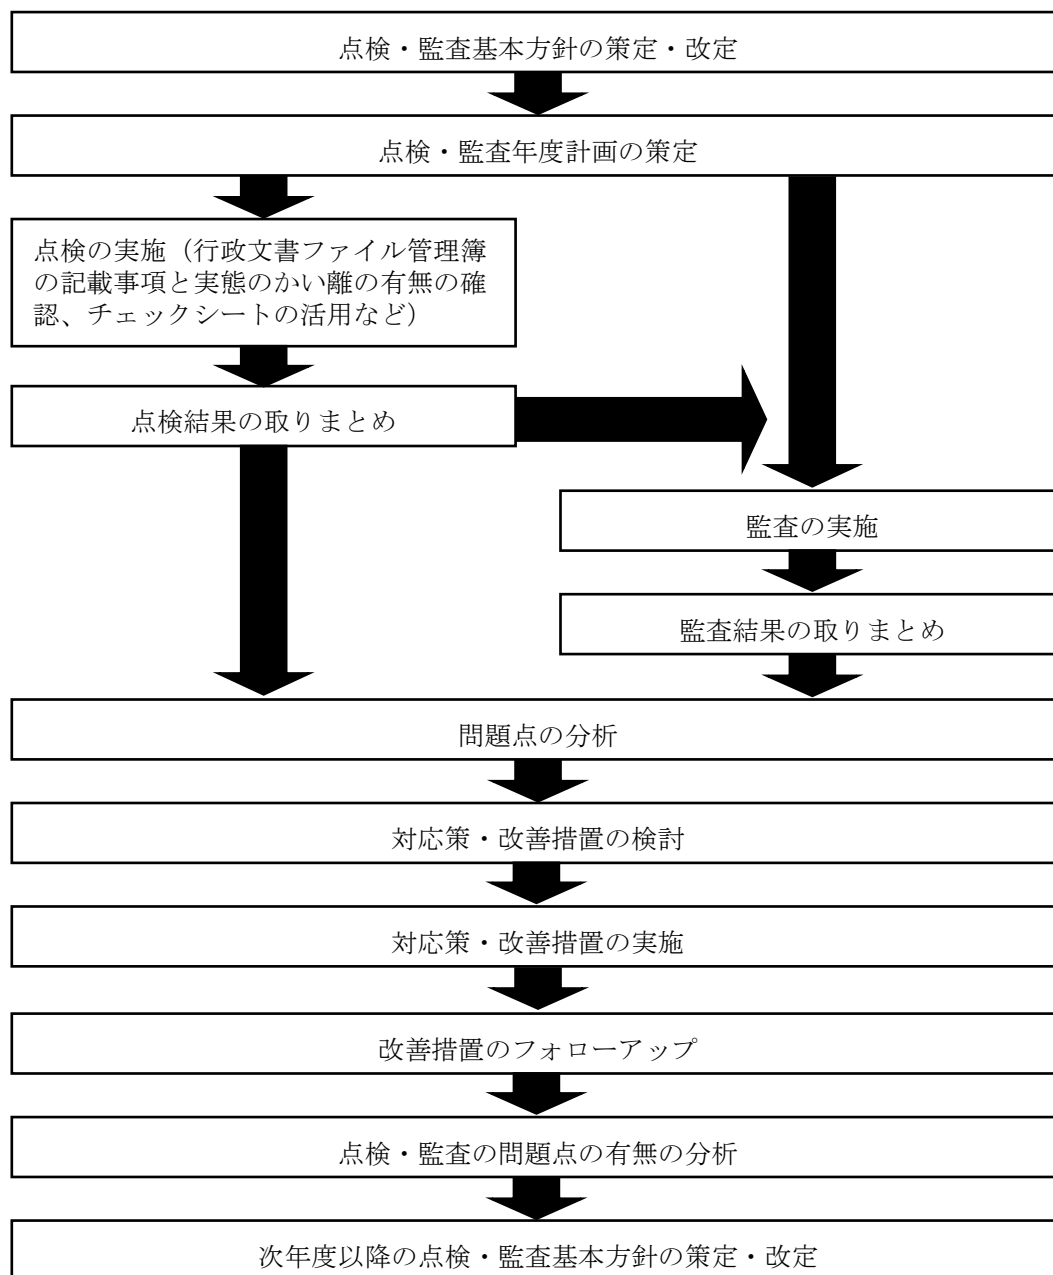 点検・監査基本方針の策定・改定
点検・監査年度計画の策定
点検の実施（行政文書ファイル管理簿
の記載事項と実態のかい離の有無の確
認、チェックシートの活用など）
点検結果の取りまとめ
監査の実施
監査結果の取りまとめ
問題点の分析
対応策・改善措置の検討
対応策・改善措置の実施
改善措置のフォローアップ
点検・監査の問題点の有無の分析
次年度以降の点検・監査基本方針の策定・改定